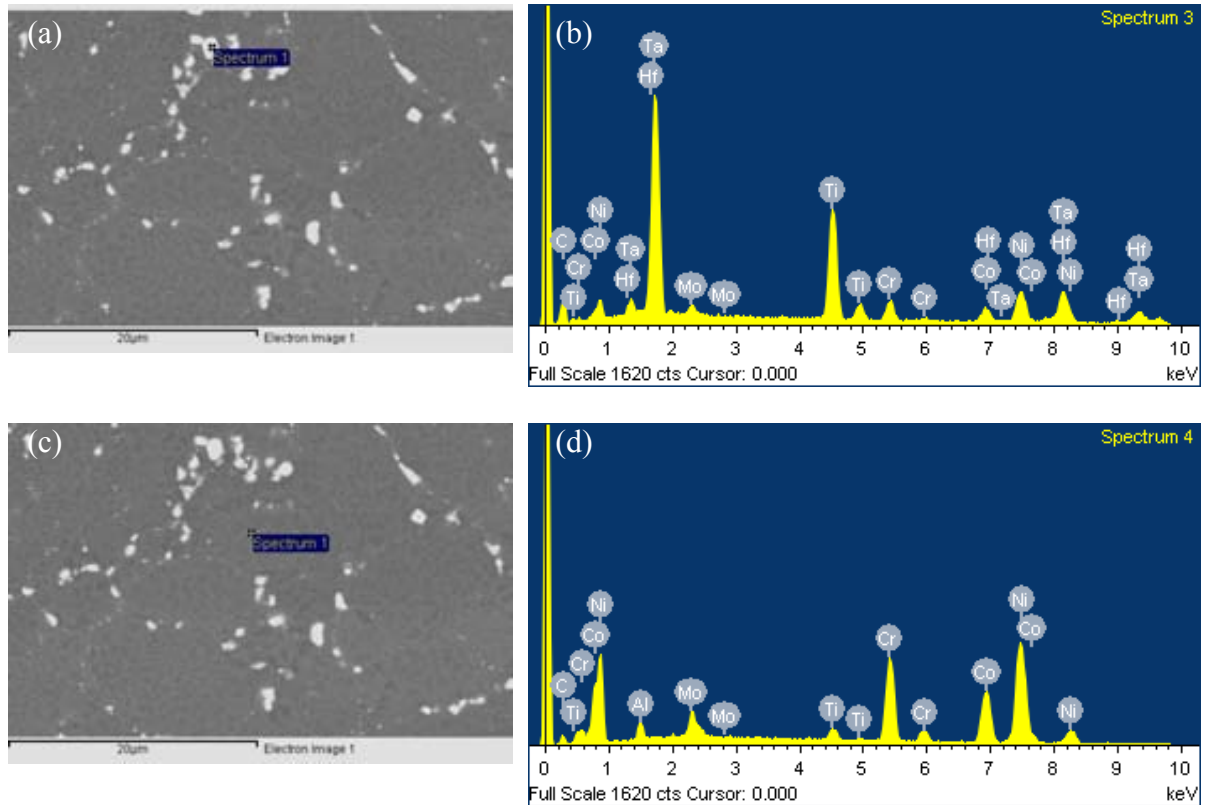 (a)
Spectrum 1
20µm Electron Image 1
(b)
Spectrum 3
Ta
Hf
Ti
Ni
C Co
Cr
Ti
Ta
Hf
Mo Mo
Ti Cr Cr
Hf Ni
Co Co
Ta
Ta
Hf
Ni
Hf
Hf
Ta
0 1 2 3 4 5 6 7 8 9 10
Full Scale 1620 cts Cursor: 0.000 keV
(c)
Spectrum 1
20µm Electron Image 1
(d)
Spectrum 4
Ni
Co
Cr
C
Ti
Al
Mo Mo
Ti Ti
Cr
Cr
Co
Ni
Co
Ni
0 1 2 3 4 5 6 7 8 9 10
Full Scale 1620 cts Cursor: 0.000 keV